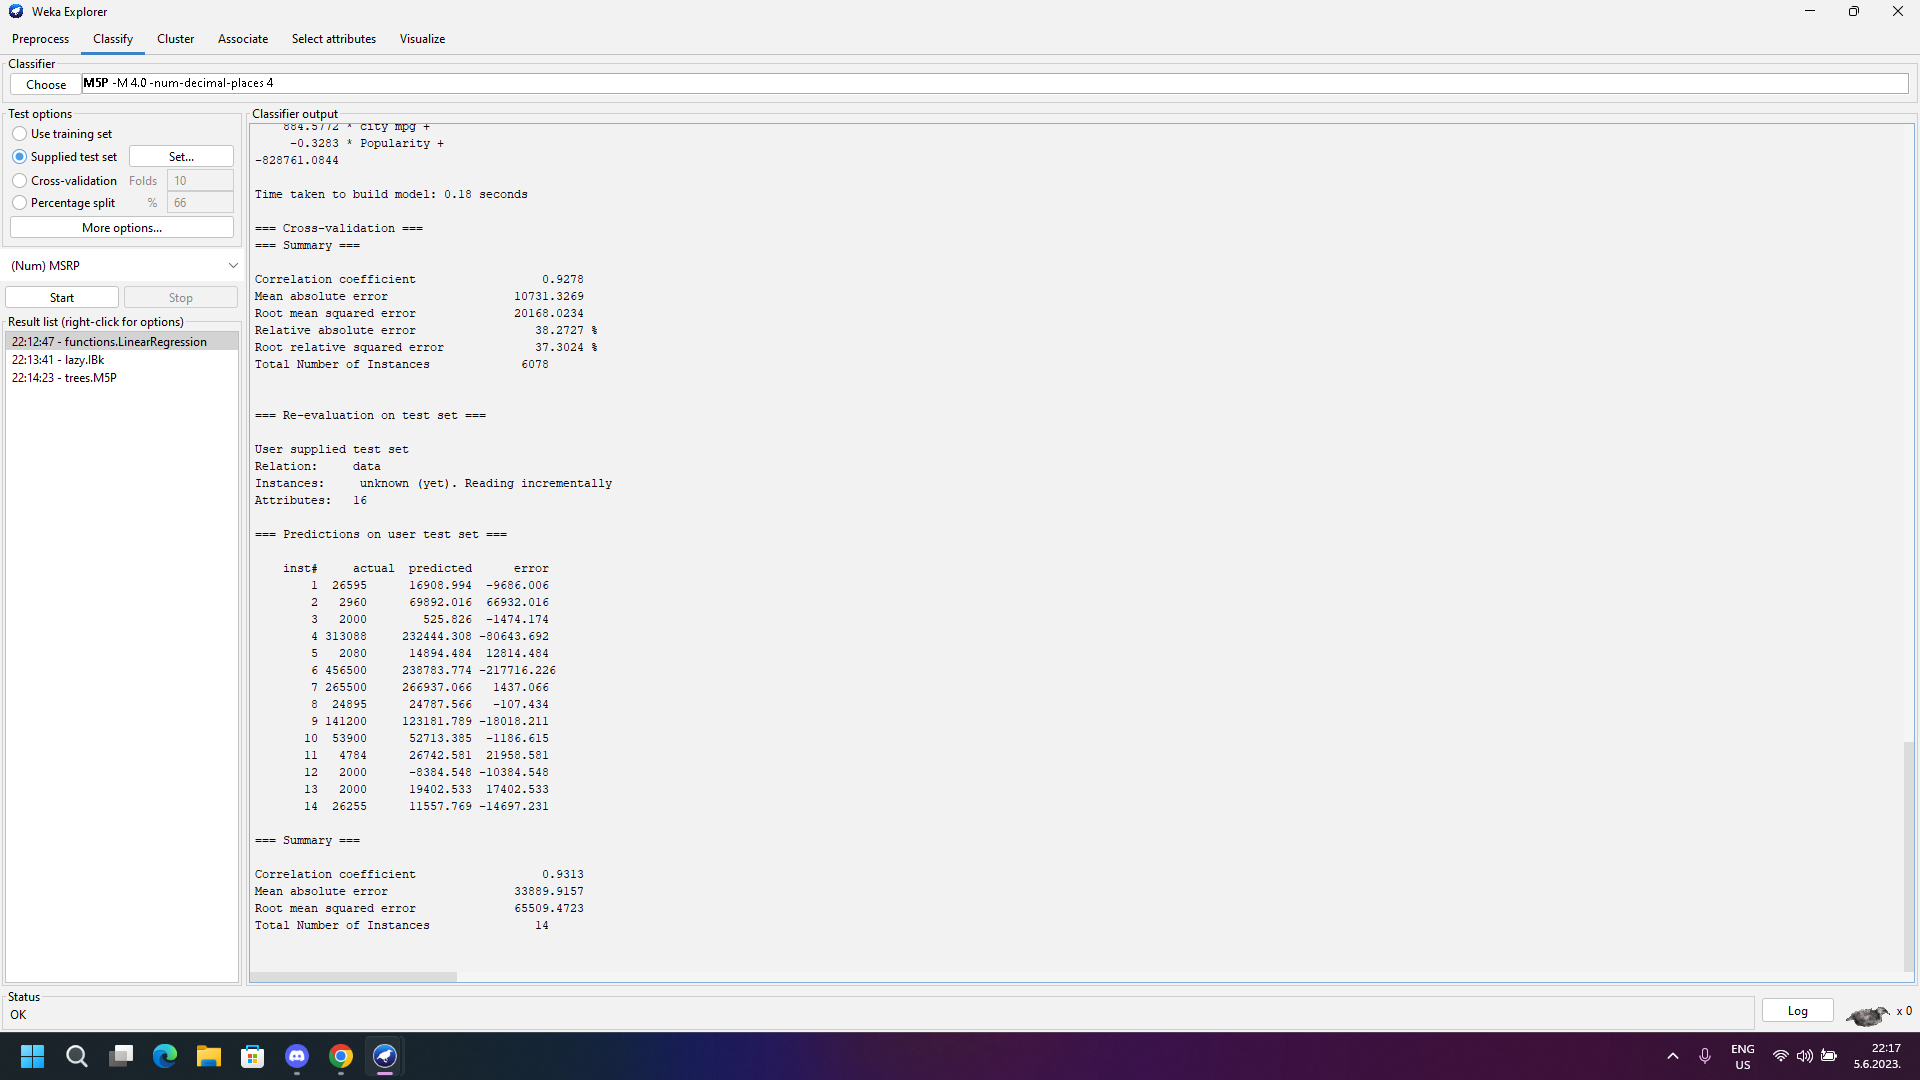 Weka Explorer
Preprocess Classify Cluster Associate Select attributes Visualize
Classifier
Choose M5P -M 4.0 -num-decimal-places 4
Test options
Use training set
Supplied test set Set...
Cross-validation Folds 10
Percentage split % 66
More options...
(Num) MSRP
Start Stop
Result list (right-click for options)
22:12:47 - functions.LinearRegression
22:13:41 - lazy.IBk
22:14:23 - trees.M5P
Classifier output
884.5772 * city mpg +
-0.3283 * Popularity +
-828761.0844
Time taken to build model: 0.18 seconds
=== Cross-validation ===
=== Summary ===
Correlation coefficient 0.9278
Mean absolute error 10731.3269
Root mean squared error 20168.0234
Relative absolute error 38.2727 %
Root relative squared error 37.3024 %
Total Number of Instances 6078
=== Re-evaluation on test set ===
User supplied test set
Relation: data
Instances: unknown (yet). Reading incrementally
Attributes: 16
=== Predictions on user test set ===
inst# actual predicted error
1 26595 16908.994 -9686.006
2 2960 69892.016 66932.016
3 2000 525.826 -1474.174
4 313088 232444.308 -80643.692
5 2080 14894.484 12814.484
6 456500 238783.774 -217716.226
7 265500 266937.066 1437.066
8 24895 24787.566 -107.434
9 141200 123181.789 -18018.211
10 53900 52713.385 -1186.615
11 4784 26742.581 21958.581
12 2000 -8384.548 -10384.548
13 2000 19402.533 17402.533
14 26255 11557.769 -14697.231
=== Summary ===
Correlation coefficient 0.9313
Mean absolute error 33889.9157
Root mean squared error 65509.4723
Total Number of Instances 14
Status
OK
Log
x 0
ENG
US
22:17
5.6.2023.